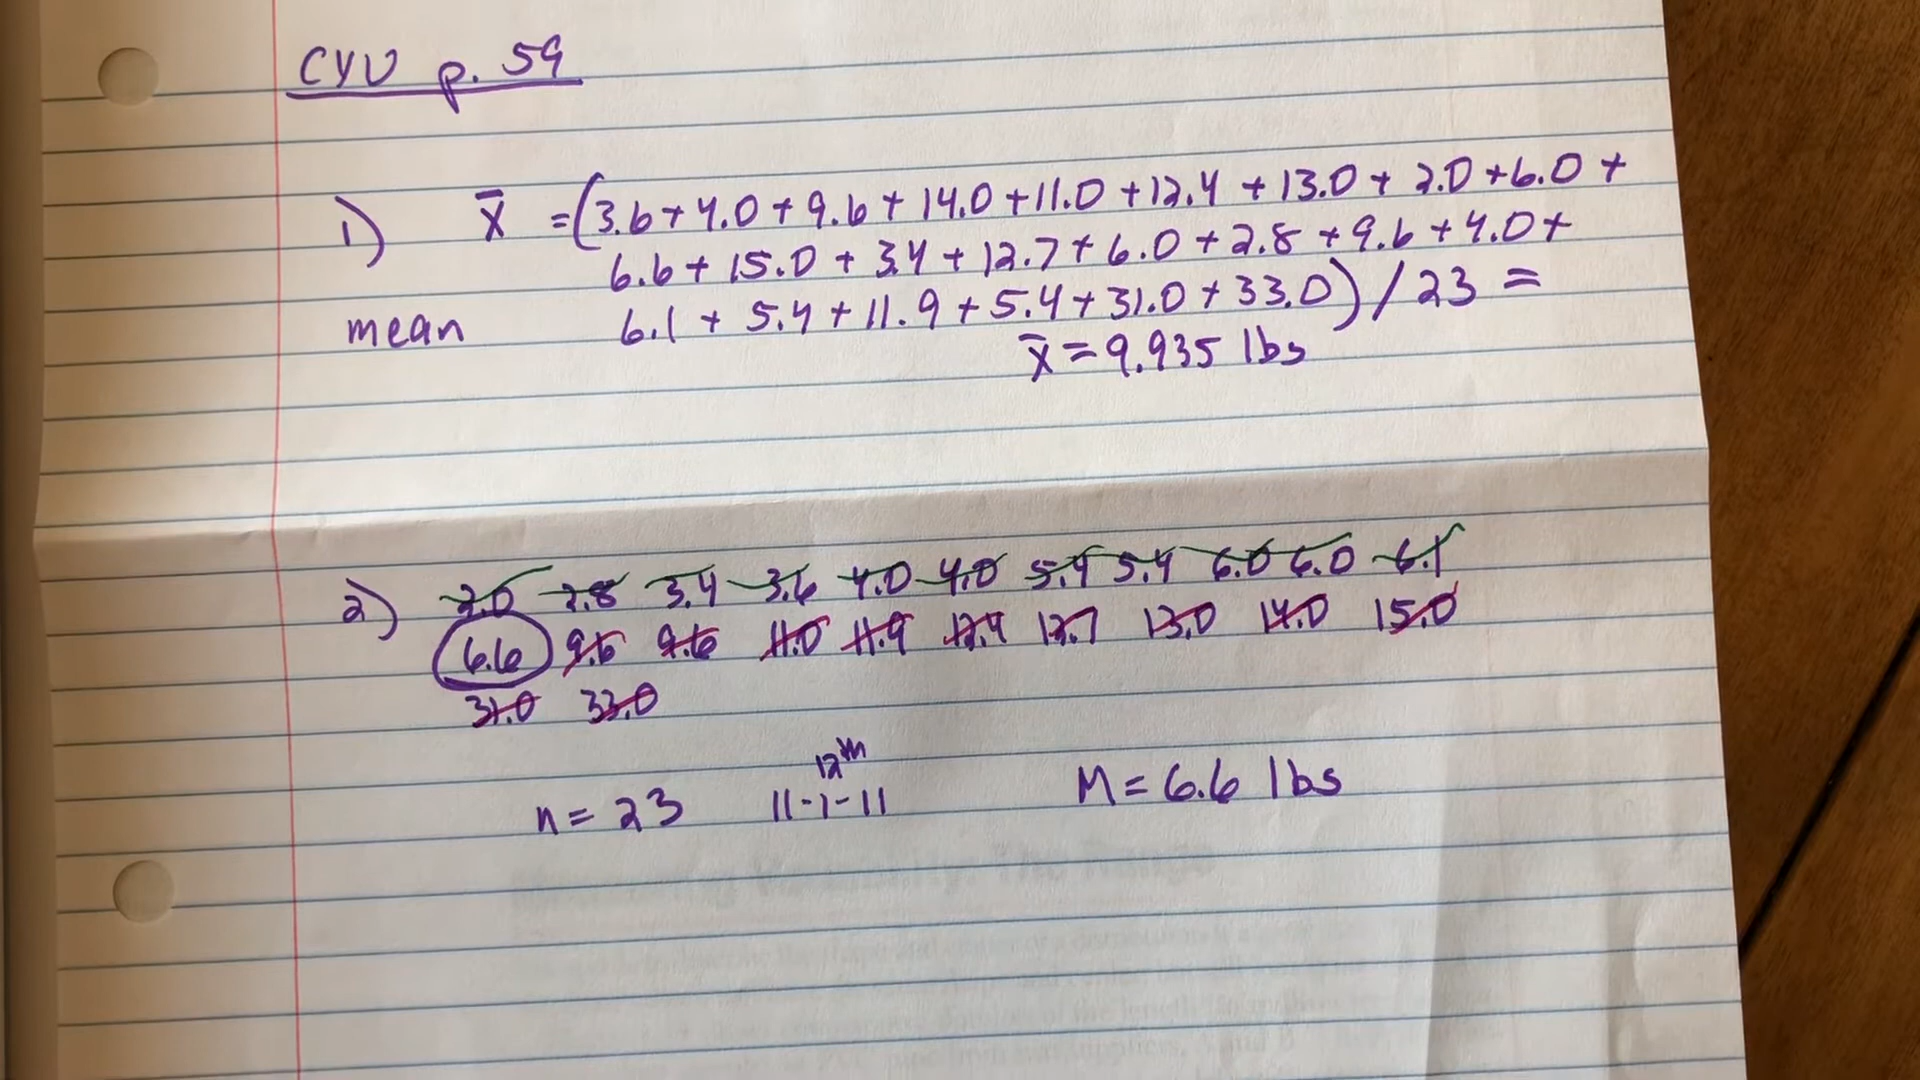 CYU p. 59
1) x̄ = (3.6 + 4.0 + 9.6 + 14.0 + 11.0 + 12.4 + 13.0 + 2.0 + 6.0 +
6.6 + 15.0 + 3.4 + 12.7 + 6.0 + 2.8 + 9.6 + 4.0 +
mean 6.1 + 5.4 + 11.9 + 5.4 + 31.0 + 33.0) / 23 =
x̄ = 9.935 lbs
2) 2.0 2.8 3.4 3.6 4.0 4.0 5.4 5.4 6.0 6.0 6.1
6.6 9.6 9.6 11.0 11.9 12.4 12.7 13.0 14.0 15.0
31.0 33.0
12th
n = 23 11-1-11 M = 6.6 lbs